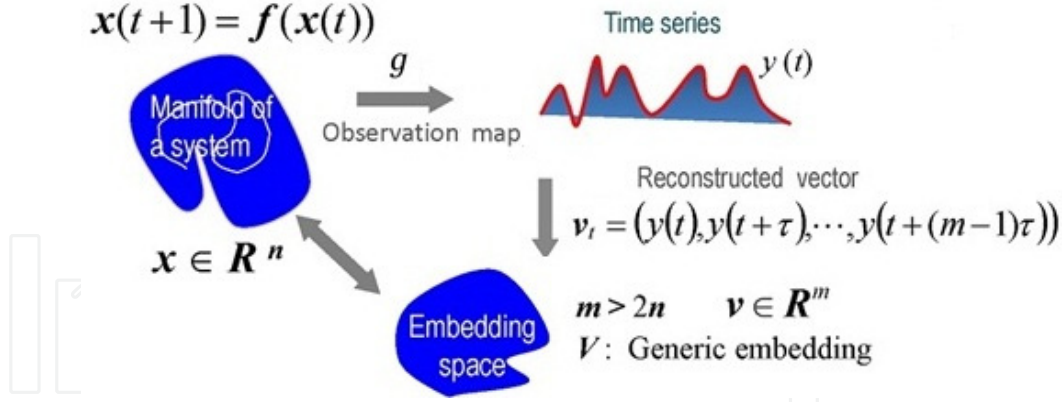 x(t+1) = f(x(t))
Time series
g
y(t)
Manifold of
a system
Observation map
Reconstructed vector
v_t = (y(t), y(t+τ), ⋯, y(t+(m−1)τ))
x ∈ R^n
m > 2n v ∈ R^m
Embedding
space
V : Generic embedding